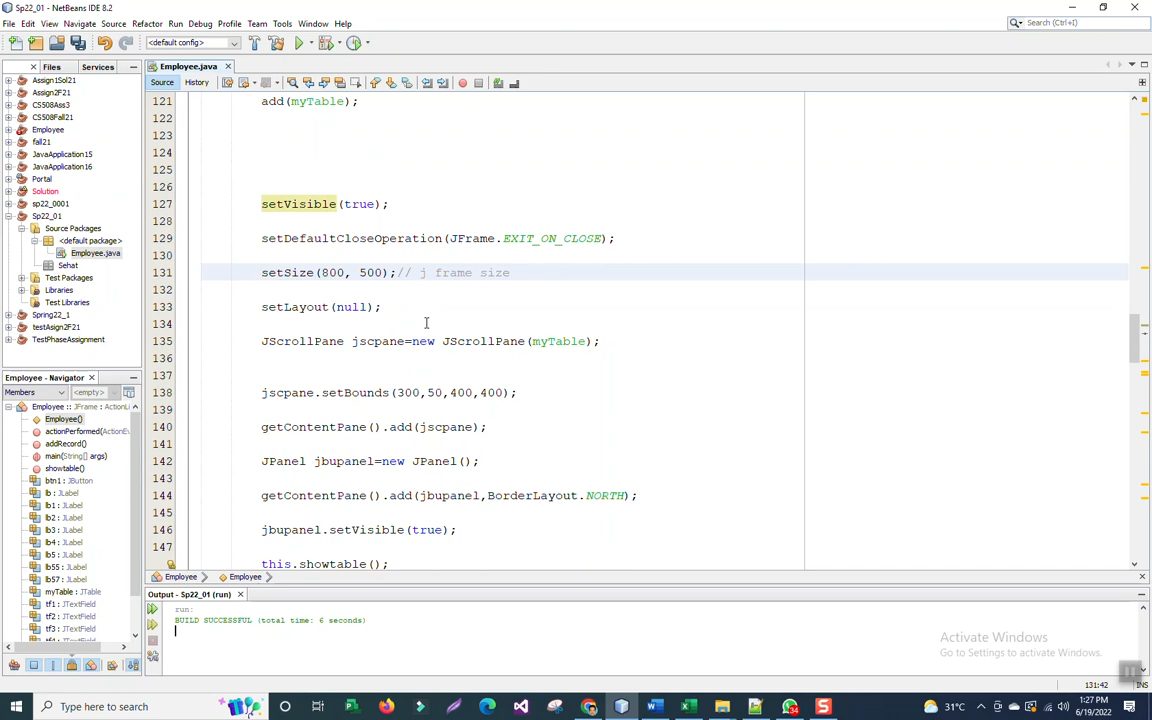 Sp22_01 - NetBeans IDE 8.2
File Edit View Navigate Source Refactor Run Debug Profile Team Tools Window Help
Search (Ctrl+I)
<default config>
Files Services
Employee.java
Source History
Assign1Sol21
Assign2F21
CS508Ass3
CS508Fall21
Employee
fall21
JavaApplication15
JavaApplication16
Portal
Solution
sp22_0001
Sp22_01
Source Packages
<default package>
Employee.java
Sehat
Test Packages
Libraries
Test Libraries
Spring22_1
testAsign2F21
TestPhaseAssignment
121 add(myTable);
122
123
124
125
126
127 setVisible(true);
128
129 setDefaultCloseOperation(JFrame.EXIT_ON_CLOSE);
130
131 setSize(800, 500);// j frame size
132
133 setLayout(null);
134
135 JScrollPane jscpane=new JScrollPane(myTable);
136
137
138 jscpane.setBounds(300,50,400,400);
139
140 getContentPane().add(jscpane);
141
142 JPanel jbupanel=new JPanel();
143
144 getContentPane().add(jbupanel,BorderLayout.NORTH);
145
146 jbupanel.setVisible(true);
147
this.showtable();
Employee - Navigator
Members <empty>
Employee :: JFrame : ActionLi
Employee()
actionPerformed(ActionEv
addRecord()
main(String[] args)
showtable()
btn1 : JButton
lb : JLabel
lb1 : JLabel
lb2 : JLabel
lb3 : JLabel
lb4 : JLabel
lb5 : JLabel
lb55 : JLabel
lb57 : JLabel
myTable : JTable
tf1 : JTextField
tf2 : JTextField
tf3 : JTextField
Employee Employee
Output - Sp22_01 (run)
run:
BUILD SUCCESSFUL (total time: 6 seconds)
Activate Windows
Go to Settings to activate Windows.
131:42 INS
Type here to search
34
31°C
1:27 PM
6/19/2022